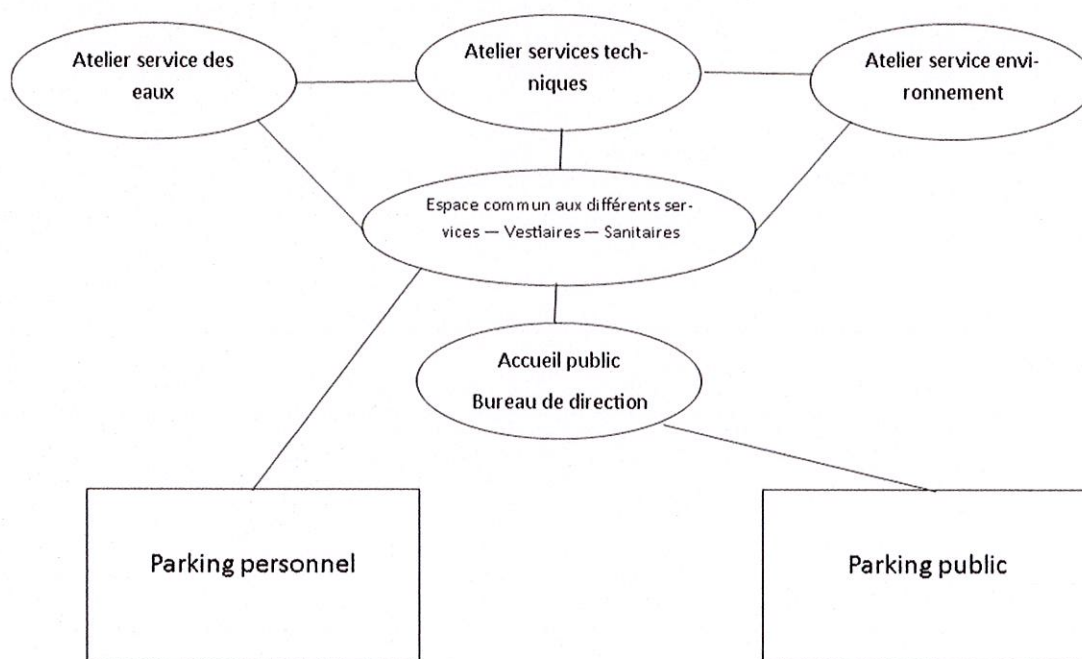 Atelier service des
eaux
Atelier services tech-
niques
Atelier service envi-
ronnement
Espace commun aux différents ser-
vices — Vestiaires — Sanitaires
Accueil public
Bureau de direction
Parking personnel
Parking public